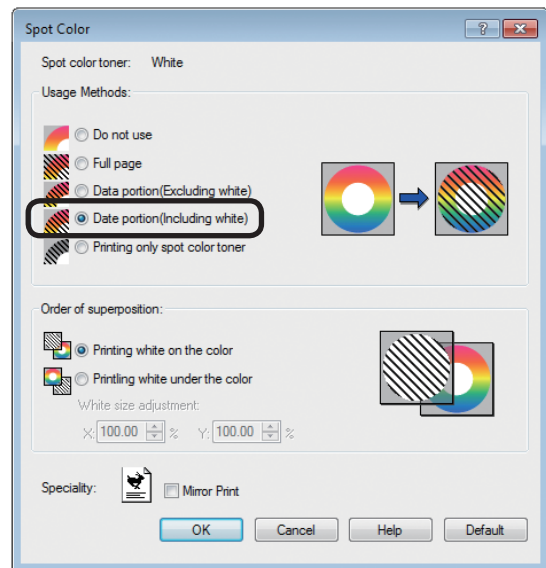 Spot Color
Spot color toner: White
Usage Methods:
Do not use
Full page
Data portion(Excluding white)
Date portion(Including white)
Printing only spot color toner
Order of superposition:
Printing white on the color
Printling white under the color
White size adjustment:
X: 100.00 % Y: 100.00 %
Speciality: Mirror Print
OK Cancel Help Default